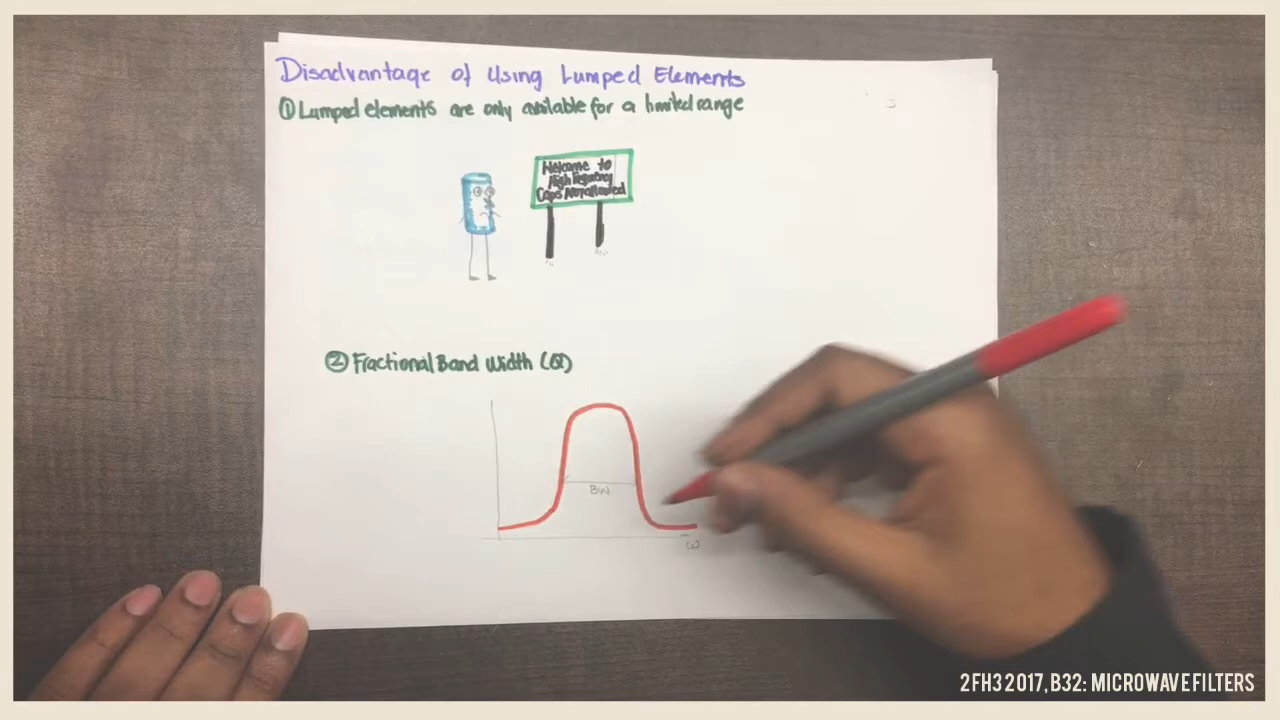 Disadvantage of Using Lumped Elements
① Lumped elements are only available for a limited range
Welcome to
High Frequency
Caps Not allowed
② Fractional Band Width (Q)
BW
ω
2FH3 2017, B32: MICROWAVE FILTERS